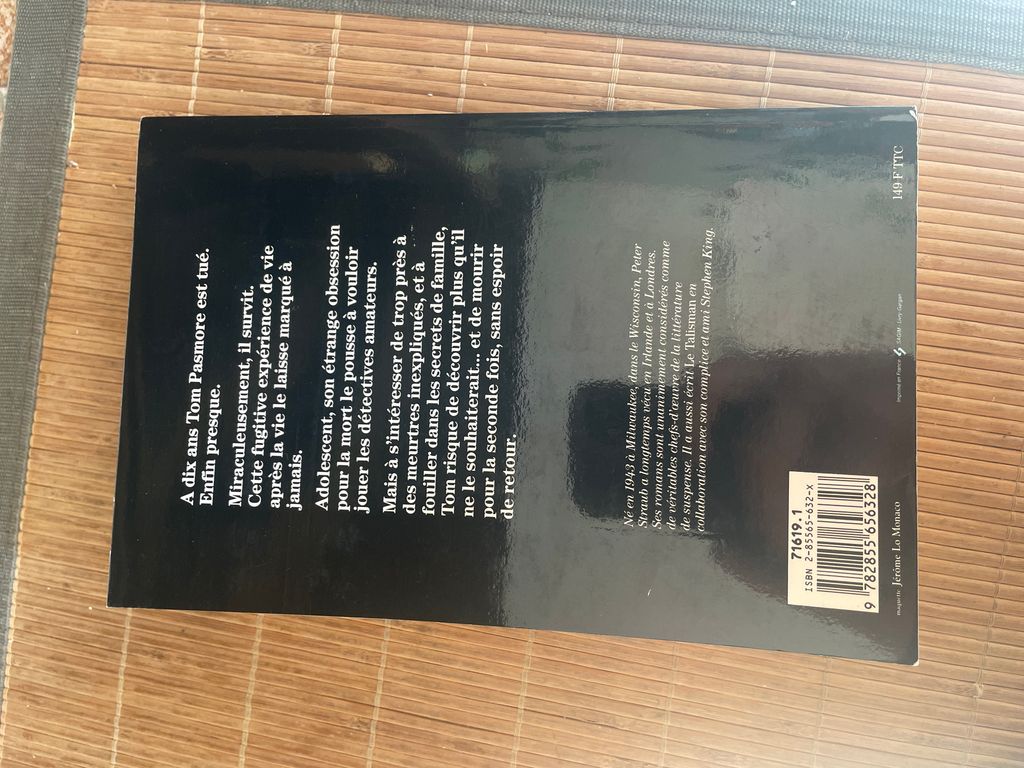 A dix ans Tom Pasmore est tué.
Enfin presque.
Miraculeusement, il survit.
Cette fugitive expérience de vie
après la vie le laisse marqué à
jamais.
Adolescent, son étrange obsession
pour la mort le pousse à vouloir
jouer les détectives amateurs.
Mais à s'intéresser de trop près à
des meurtres inexpliqués, et à
fouiller dans les secrets de famille,
Tom risque de découvrir plus qu'il
ne le souhaiterait... et de mourir
pour la seconde fois, sans espoir
de retour.
Né en 1943 à Milwaukee, dans le Wisconsin, Peter
Straub a longtemps vécu en Irlande et à Londres.
Ses romans sont unanimement considérés comme
de véritables chefs-d'œuvre de la littérature
de suspense. Il a aussi écrit Le Talisman en
collaboration avec son complice et ami Stephen King.
71619.1
ISBN 2-85565-632-X
9 782855 656328
maquette Jérôme Lo Monaco
Imprimé en France
149 F TTC